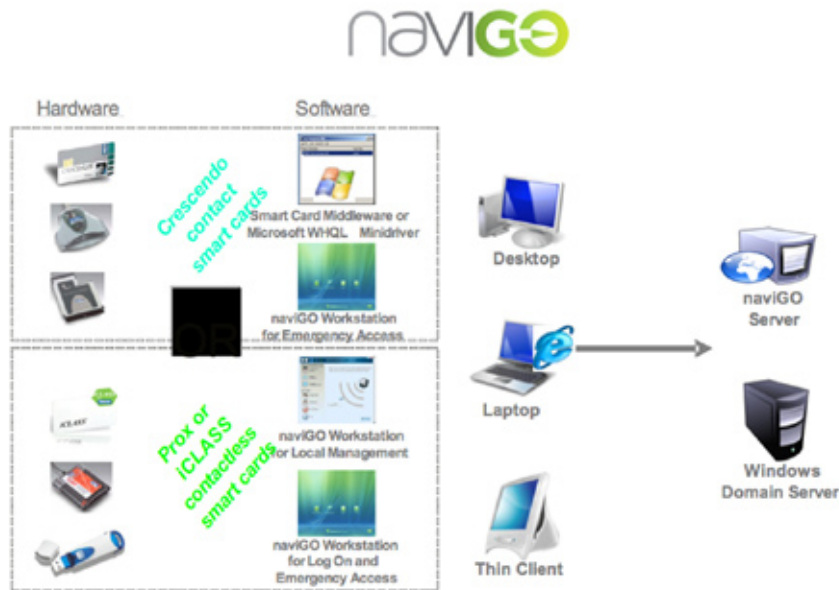 naviGO
Hardware
Software
Crescendo
contact
smart cards
Smart Card Middleware or
Microsoft WHQL Minidriver
naviGO Workstation
for Emergency Access
OR
Prox or
iCLASS
contactless
smart cards
iCLASS
naviGO Workstation
for Local Management
naviGO Workstation
for Log On and
Emergency Access
Desktop
Laptop
Thin Client
naviGO
Server
Windows
Domain Server